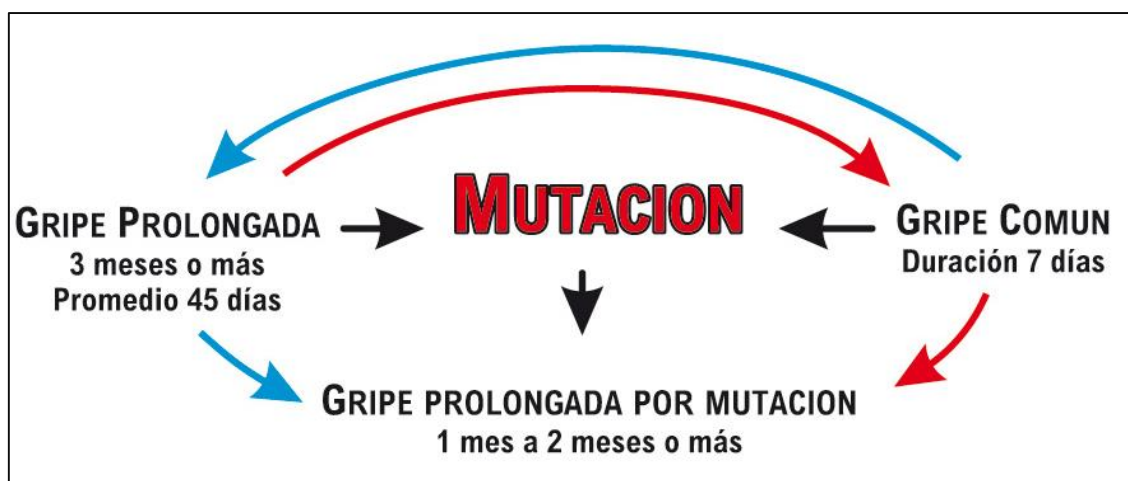 MUTACION
GRIPE PROLONGADA
3 meses o más
Promedio 45 días
GRIPE COMUN
Duración 7 días
GRIPE PROLONGADA POR MUTACION
1 mes a 2 meses o más